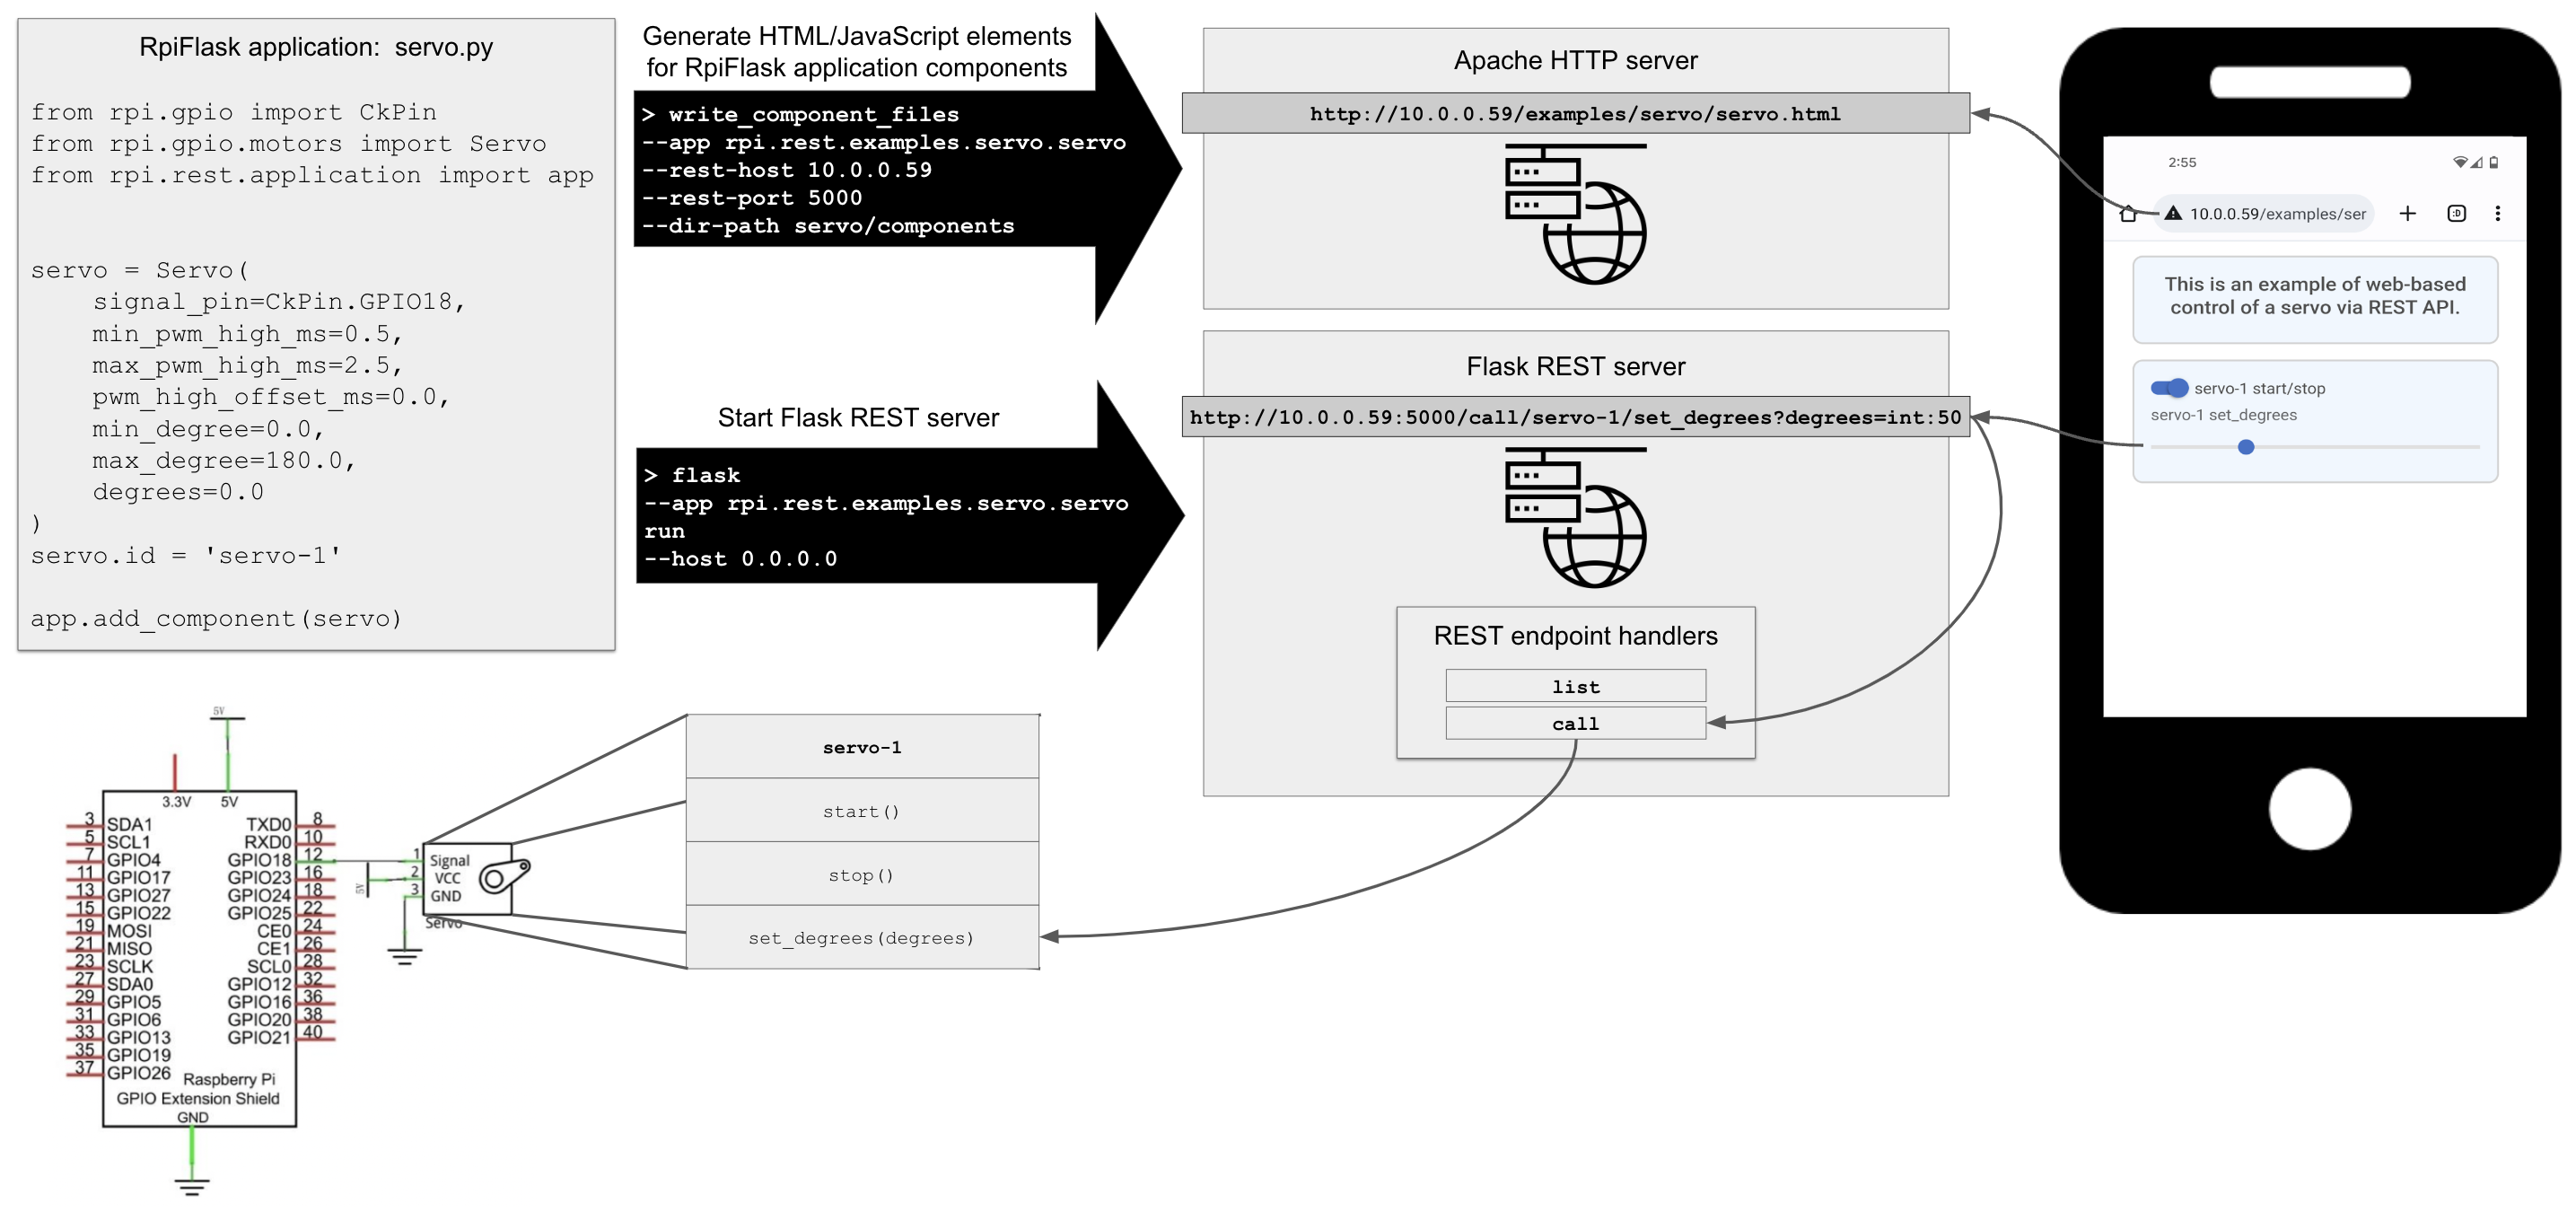 RpiFlask application:  servo.py
from rpi.gpio import CkPin
from rpi.gpio.motors import Servo
from rpi.rest.application import app
servo = Servo(
    signal_pin=CkPin.GPIO18,
    min_pwm_high_ms=0.5,
    max_pwm_high_ms=2.5,
    pwm_high_offset_ms=0.0,
    min_degree=0.0,
    max_degree=180.0,
    degrees=0.0
)
servo.id = 'servo-1'
app.add_component(servo)
Generate HTML/JavaScript elements
for RpiFlask application components
> write_component_files
--app rpi.rest.examples.servo.servo
--rest-host 10.0.0.59
--rest-port 5000
--dir-path servo/components
Start Flask REST server
> flask
--app rpi.rest.examples.servo.servo
run
--host 0.0.0.0
Apache HTTP server
http://10.0.0.59/examples/servo/servo.html
Flask REST server
http://10.0.0.59:5000/call/servo-1/set_degrees?degrees=int:50
REST endpoint handlers
list
call
2:55
10.0.0.59/examples/ser
:D
This is an example of web-based
control of a servo via REST API.
servo-1 start/stop
servo-1 set_degrees
servo-1
start()
stop()
set_degrees(degrees)
5V
3.3V 5V
3 SDA1 TXD0 8
5 SCL1 RXD0 10
7 GPIO4 GPIO18 12
11 GPIO17 GPIO23 16
13 GPIO27 GPIO24 18
15 GPIO22 GPIO25 22
19 MOSI CE0 24
21 MISO CE1 26
23 SCLK SCL0 28
27 SDA0 GPIO12 32
29 GPIO5 GPIO16 36
31 GPIO6 GPIO20 38
33 GPIO13 GPIO21 40
35 GPIO19
37 GPIO26
Raspberry Pi
GPIO Extension Shield
GND
5V
1 Signal
2 VCC
3 GND
Servo